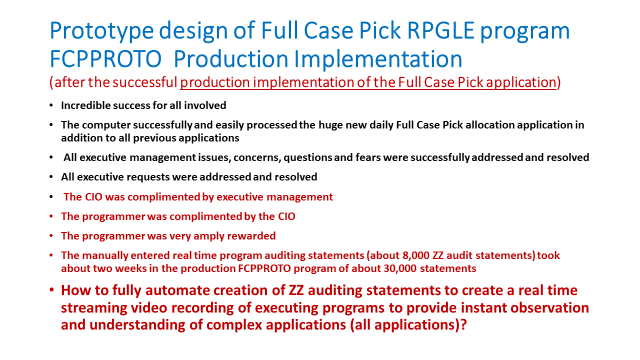 Prototype design of Full Case Pick RPGLE program
FCPPROTO Production Implementation
(after the successful production implementation of the Full Case Pick application)
• Incredible success for all involved
• The computer successfully and easily processed the huge new daily Full Case Pick allocation application in
addition to all previous applications
• All executive management issues, concerns, questions and fears were successfully addressed and resolved
• All executive requests were addressed and resolved
• The CIO was complimented by executive management
• The programmer was complimented by the CIO
• The programmer was very amply rewarded
• The manually entered real time program auditing statements (about 8,000 ZZ audit statements) took
about two weeks in the production FCPPROTO program of about 30,000 statements
• How to fully automate creation of ZZ auditing statements to create a real time
streaming video recording of executing programs to provide instant observation
and understanding of complex applications (all applications)?